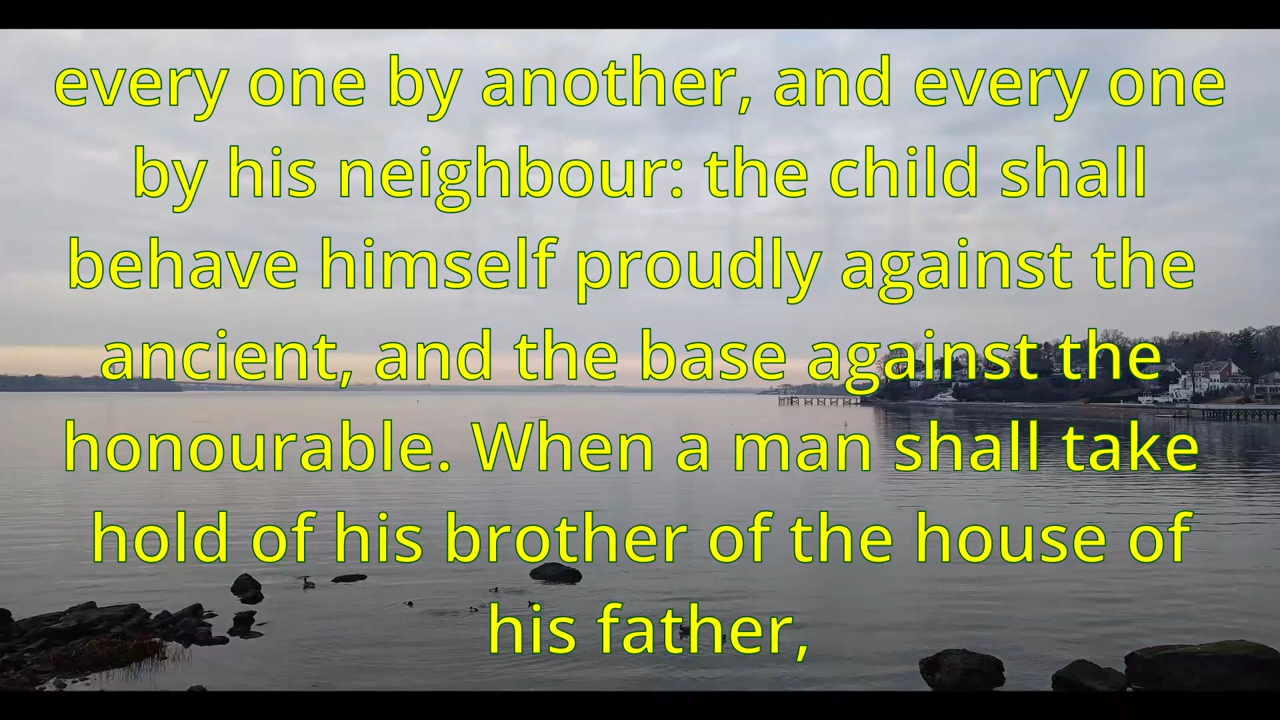 every one by another, and every one
by his neighbour: the child shall
behave himself proudly against the
ancient, and the base against the
honourable. When a man shall take
hold of his brother of the house of
his father,